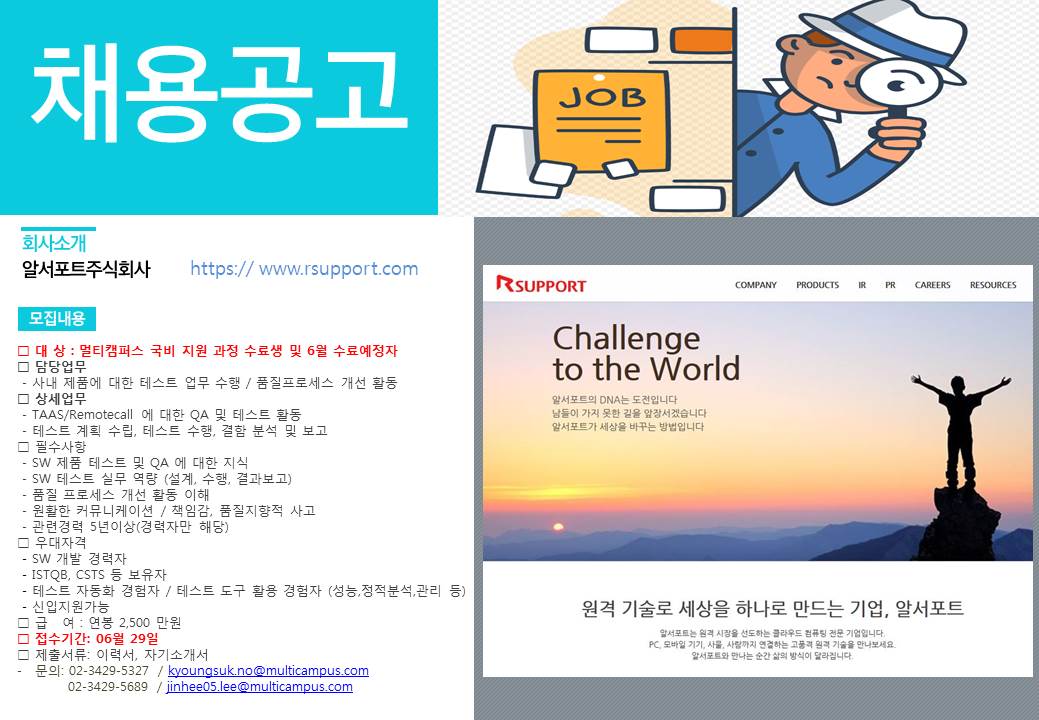 채용공고
JOB
회사소개
알서포트주식회사 https:// www.rsupport.com
모집내용
□ 대 상 : 멀티캠퍼스 국비 지원 과정 수료생 및 6월 수료예정자
□ 담당업무
- 사내 제품에 대한 테스트 업무 수행 / 품질프로세스 개선 활동
□ 상세업무
- TAAS/Remotecall 에 대한 QA 및 테스트 활동
- 테스트 계획 수립, 테스트 수행, 결함 분석 및 보고
□ 필수사항
- SW 제품 테스트 및 QA 에 대한 지식
- SW 테스트 실무 역량 (설계, 수행, 결과보고)
- 품질 프로세스 개선 활동 이해
- 원활한 커뮤니케이션 / 책임감, 품질지향적 사고
- 관련경력 5년이상(경력자만 해당)
□ 우대자격
- SW 개발 경력자
- ISTQB, CSTS 등 보유자
- 테스트 자동화 경험자 / 테스트 도구 활용 경험자 (성능,정적분석,관리 등)
- 신입지원가능
□ 급 여 : 연봉 2,500 만원
□ 접수기간: 06월 29일
□ 제출서류: 이력서, 자기소개서
- 문의: 02-3429-5327 / kyoungsuk.no@multicampus.com
02-3429-5689 / jinhee05.lee@multicampus.com
RSUPPORT COMPANY PRODUCTS IR PR CAREERS RESOURCES
Challenge
to the World
알서포트의 DNA는 도전입니다
남들이 가지 못한 길을 앞장서겠습니다
알서포트가 세상을 바꾸는 방법입니다
원격 기술로 세상을 하나로 만드는 기업, 알서포트
알서포트는 원격 시장을 선도하는 클라우드 컴퓨팅 전문 기업입니다.
PC, 모바일 기기, 사물, 사람까지 연결하는 고품격 원격 기술을 만나보세요.
알서포트와 만나는 순간 삶의 방식이 달라집니다.